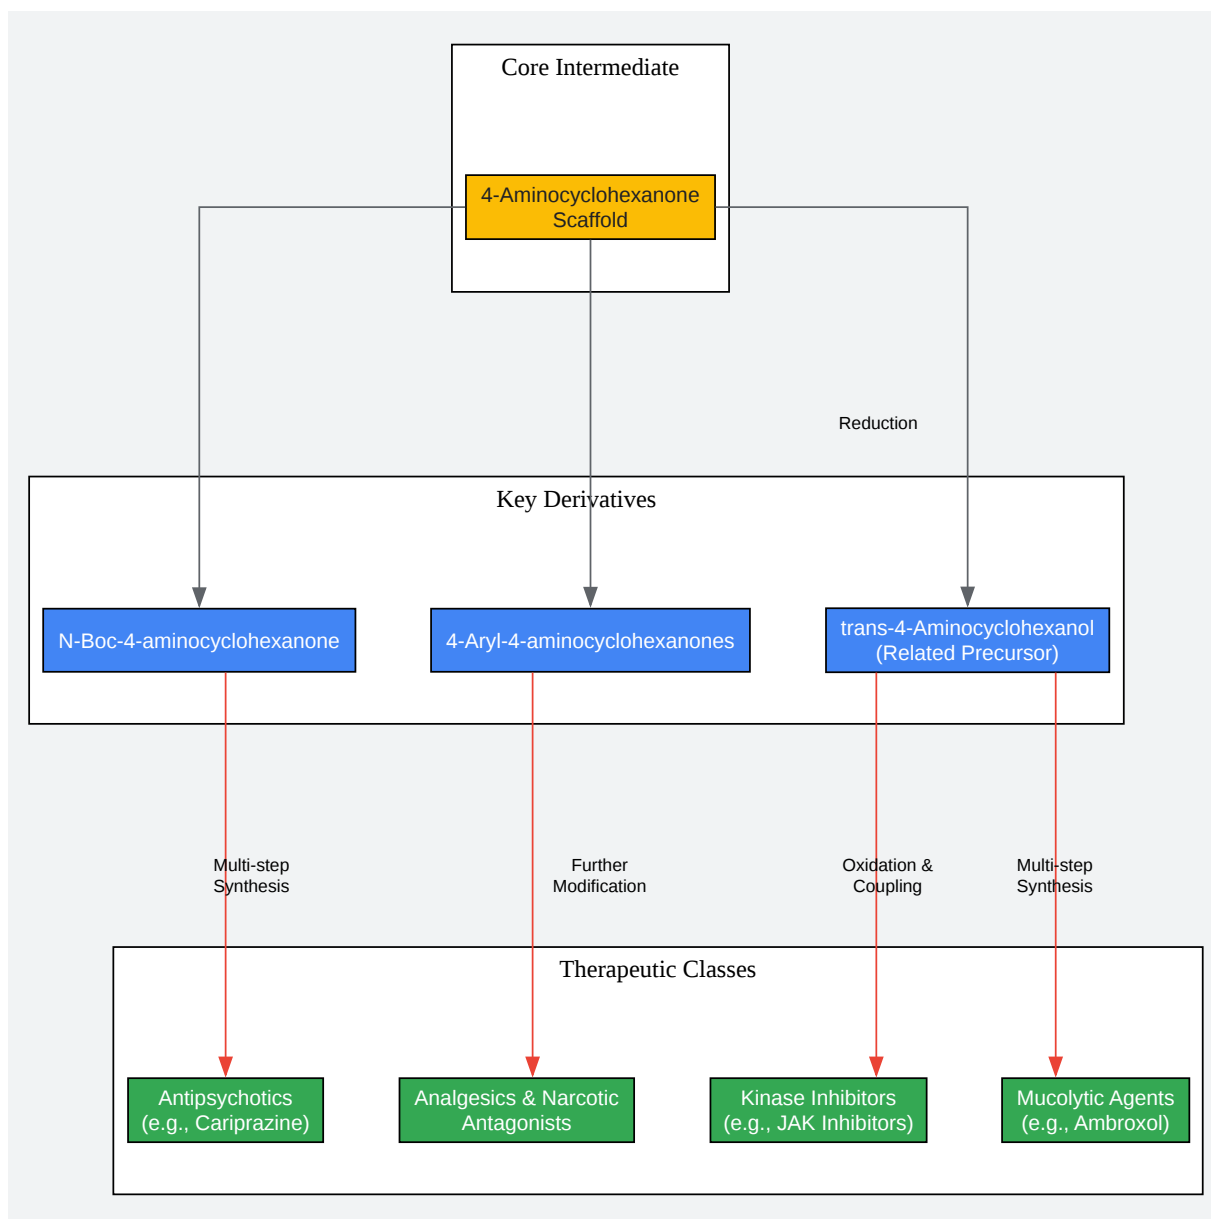 Core Intermediate
4-Aminocyclohexanone
Scaffold
Reduction
Key Derivatives
N-Boc-4-aminocyclohexanone
4-Aryl-4-aminocyclohexanones
trans-4-Aminocyclohexanol
(Related Precursor)
Multi-step
Synthesis
Further
Modification
Oxidation &
Coupling
Multi-step
Synthesis
Therapeutic Classes
Antipsychotics
(e.g., Cariprazine)
Analgesics & Narcotic
Antagonists
Kinase Inhibitors
(e.g., JAK Inhibitors)
Mucolytic Agents
(e.g., Ambroxol)